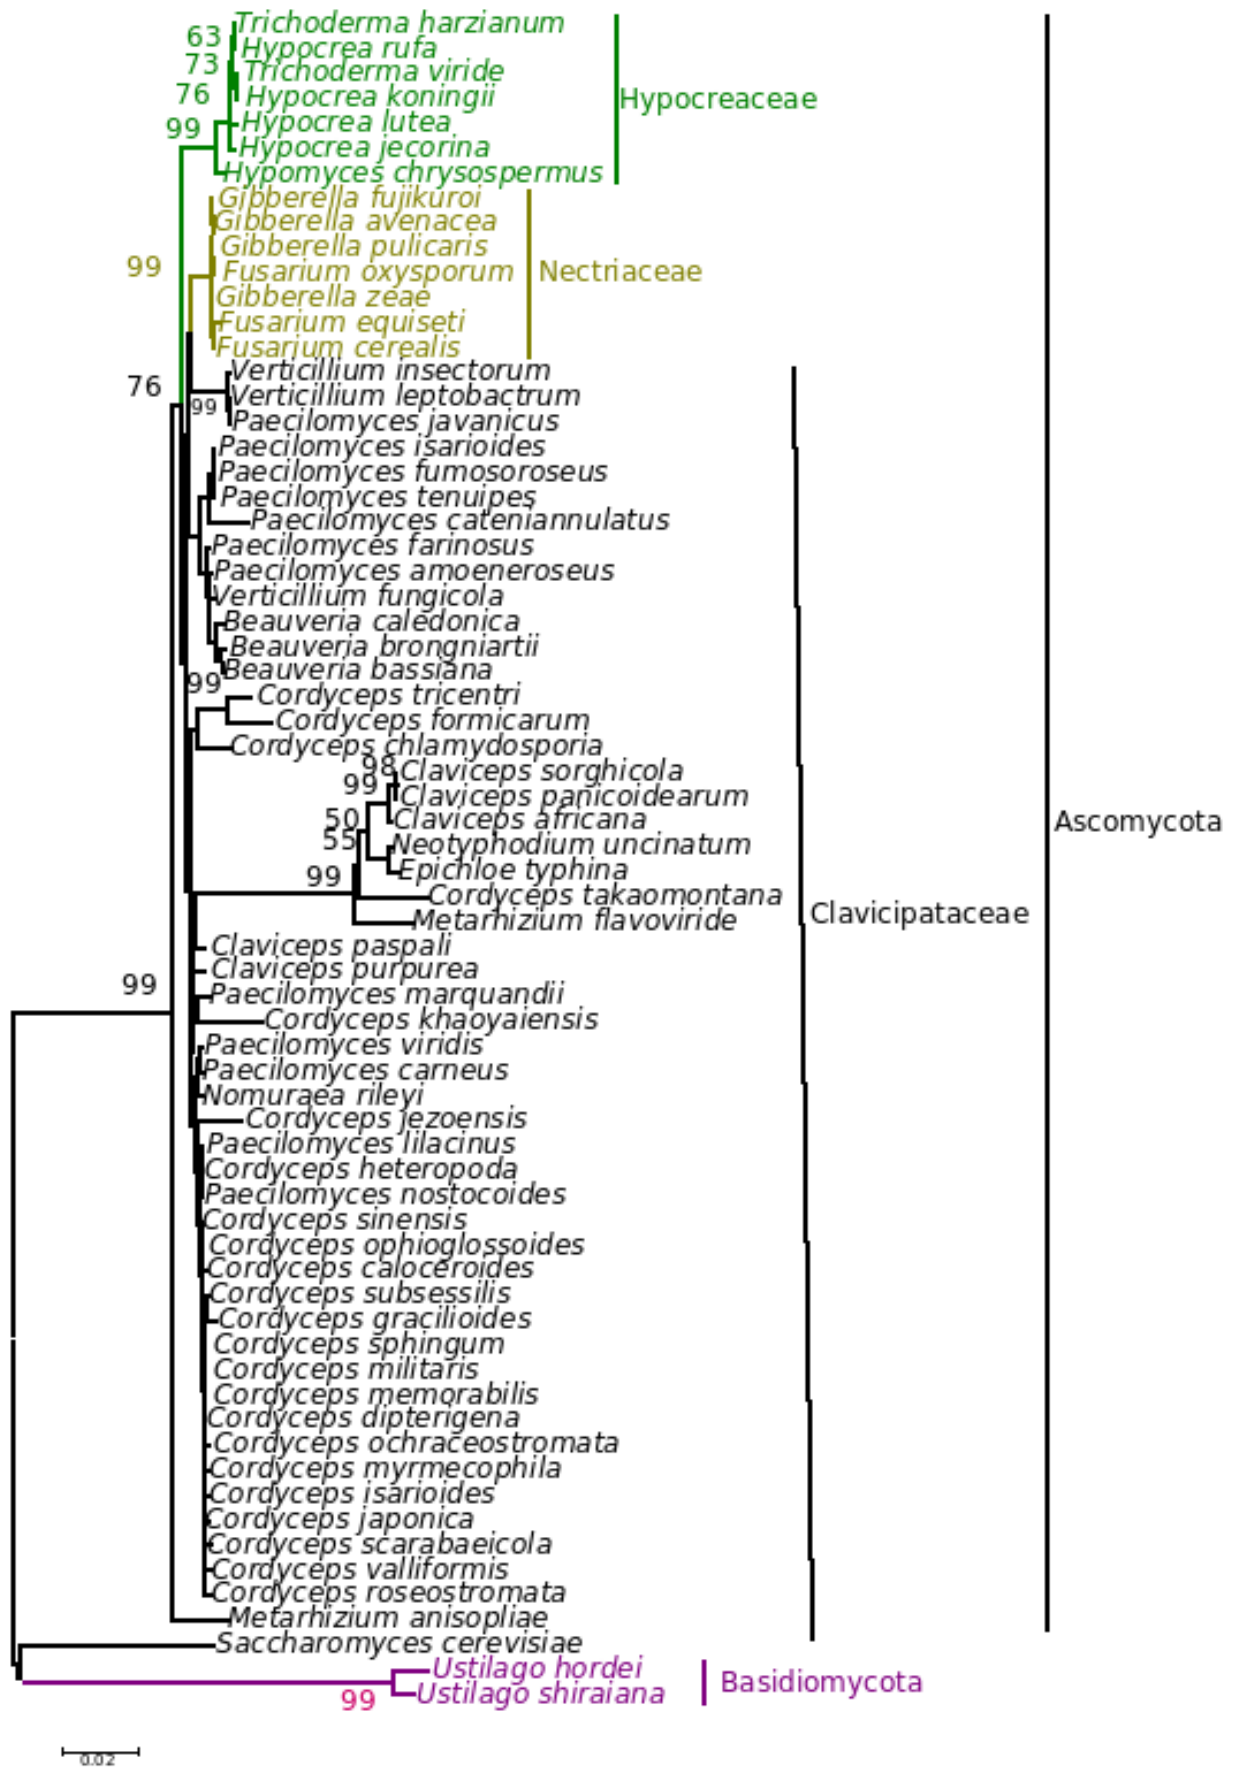 Trichoderma harzianum
63
Hypocrea rufa
73
Trichoderma viride
76
Hypocrea koningii
Hypocreaceae
Hypocrea lutea
99
Hypocrea jecorina
Hypomyces chrysospermus
Gibberella fujikuroi
Gibberella avenacea
Gibberella pulicaris
99
Fusarium oxysporum
Nectriaceae
Gibberella zeae
Fusarium equiseti
Fusarium cerealis
Verticillium insectorum
76
Verticillium leptobactrum
99
Paecilomyces javanicus
Paecilomyces isarioides
Paecilomyces fumosoroseus
Paecilomyces tenuipes
Paecilomyces cateniannulatus
Paecilomyces farinosus
Paecilomyces amoeneroseus
Verticillium fungicola
Beauveria caledonica
Beauveria brongniartii
Beauveria bassiana
99
Cordyceps tricentri
Cordyceps formicarum
Cordyceps chlamydosporia
98
Claviceps sorghicola
99
Claviceps panicoidearum
50
Claviceps africana
Ascomycota
55
Neotyphodium uncinatum
Epichloe typhina
99
Cordyceps takaomontana
Clavicipataceae
Metarhizium flavoviride
Claviceps paspali
Claviceps purpurea
99
Paecilomyces marquandii
Cordyceps khaoyaiensis
Paecilomyces viridis
Paecilomyces carneus
Nomuraea rileyi
Cordyceps jezoensis
Paecilomyces lilacinus
Cordyceps heteropoda
Paecilomyces nostocoides
Cordyceps sinensis
Cordyceps ophioglossoides
Cordyceps caloceroides
Cordyceps subsessilis
Cordyceps gracilioides
Cordyceps sphingum
Cordyceps militaris
Cordyceps memorabilis
Cordyceps dipterigena
Cordyceps ochraceostromata
Cordyceps myrmecophila
Cordyceps isarioides
Cordyceps japonica
Cordyceps scarabaeicola
Cordyceps valliformis
Cordyceps roseostromata
Metarhizium anisopliae
Saccharomyces cerevisiae
Ustilago hordei
Basidiomycota
Ustilago shiraiana
99
0.02